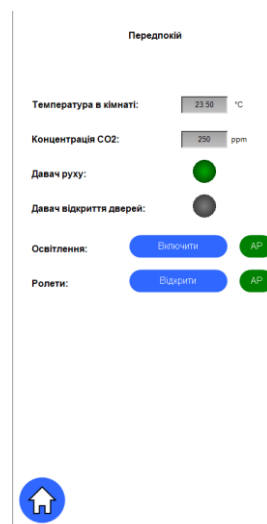 Передпокій
Температура в кімнаті: 23.50 °C
Концентрація CO2: 250 ppm
Давач руху:
Давач відкриття дверей:
Освітлення: Включити АР
Ролети: Відкрити АР